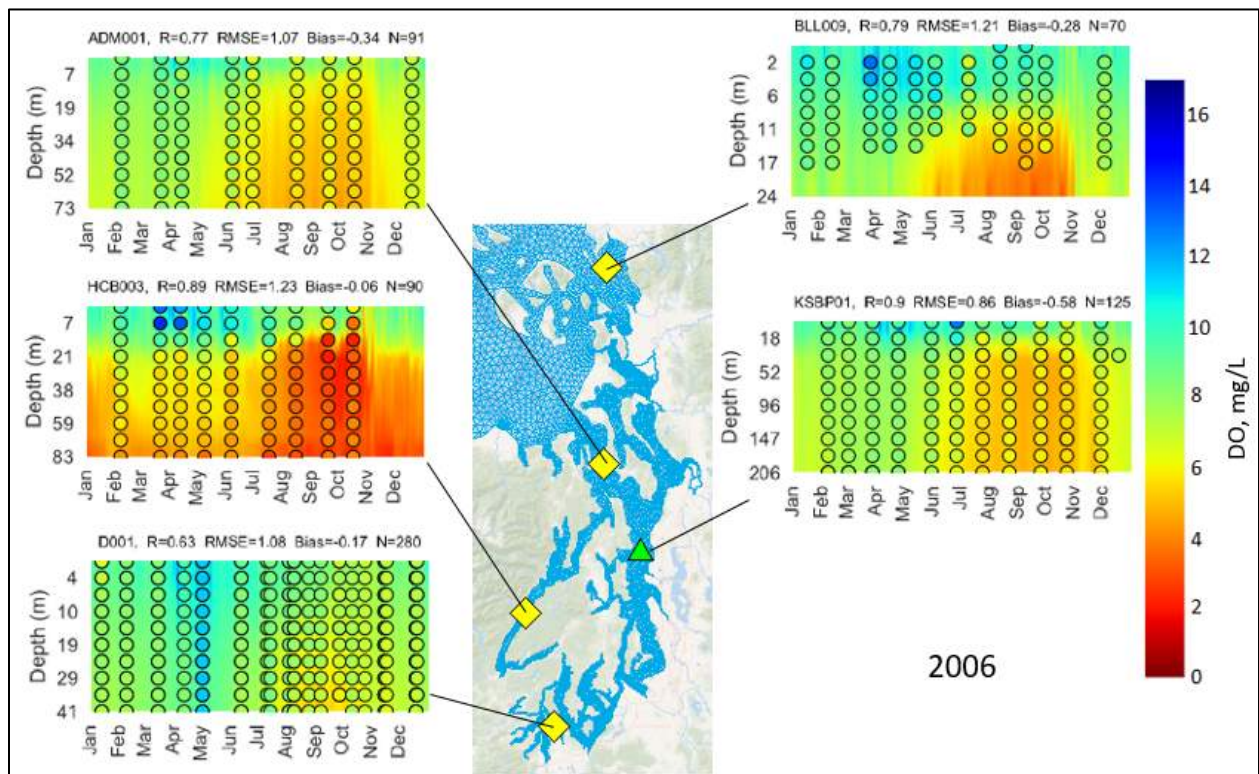 ADM001, R=0.77 RMSE=1.07 Bias=-0.34 N=91
Depth (m)
7
19
34
52
73
Jan Feb Mar Apr May Jun Jul Aug Sep Oct Nov Dec
BLL009, R=0.79 RMSE=1.21 Bias=-0.28 N=70
Depth (m)
2
6
11
17
24
Jan Feb Mar Apr May Jun Jul Aug Sep Oct Nov Dec
HCB003, R=0.89 RMSE=1.23 Bias=-0.06 N=90
Depth (m)
7
21
38
59
83
Jan Feb Mar Apr May Jun Jul Aug Sep Oct Nov Dec
KSBP01, R=0.9 RMSE=0.86 Bias=-0.58 N=125
Depth (m)
18
52
96
147
206
Jan Feb Mar Apr May Jun Jul Aug Sep Oct Nov Dec
D001, R=0.63 RMSE=1.08 Bias=-0.17 N=280
Depth (m)
4
10
19
29
41
Jan Feb Mar Apr May Jun Jul Aug Sep Oct Nov Dec
2006
16
14
12
10
8
6
4
2
0
DO, mg/L